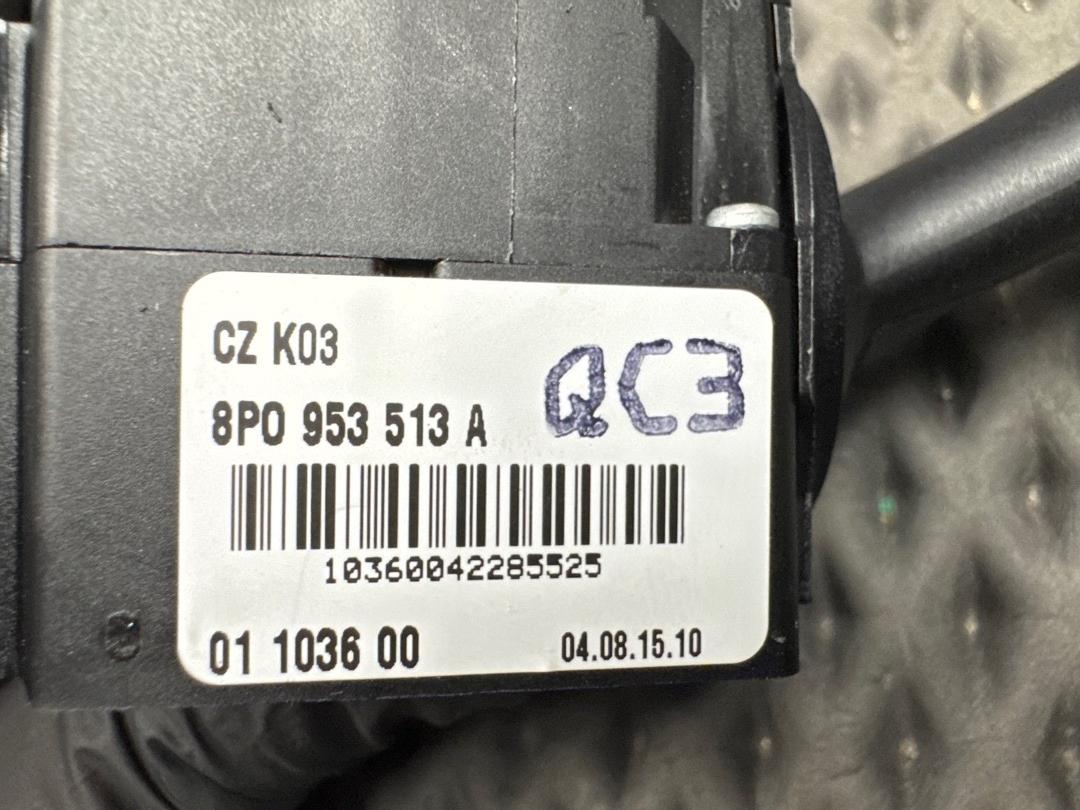 CZ K03
QC3
8P0 953 513 A
10360042285525
01 1036 00
04.08.15.10